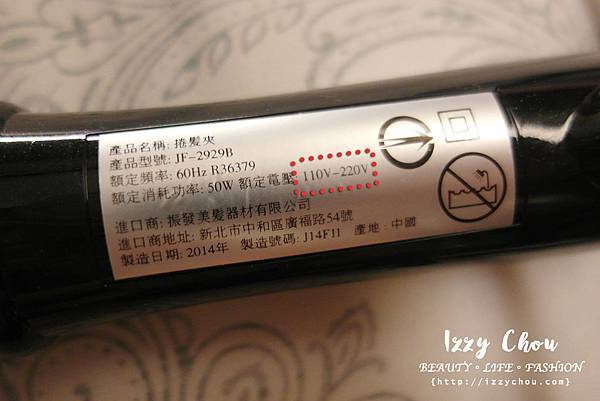 產品名稱: 捲髮夾
產品型號: JF-2929B
額定頻率: 60Hz R36379
額定消耗功率: 50W 額定電壓 110V-220V
進口商: 振發美髮器材有限公司
進口商地址: 新北市中和區廣福路54號
製造日期: 2014年 製造號碼: J14F11 產地: 中國
Izzy Chou
BEAUTY。LIFE。FASHION
{http://izzychou.com}